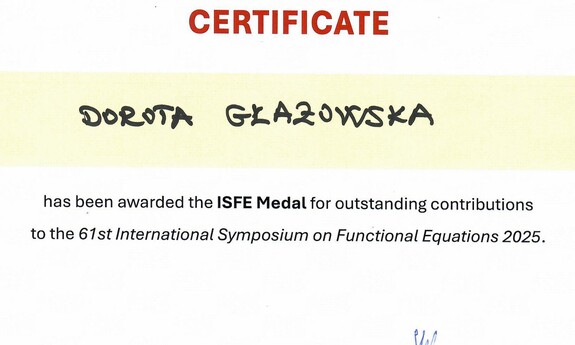 CERTIFICATE
DOROTA GŁAZOWSKA
has been awarded the ISFE Medal for outstanding contributions
to the 61st International Symposium on Functional Equations 2025.